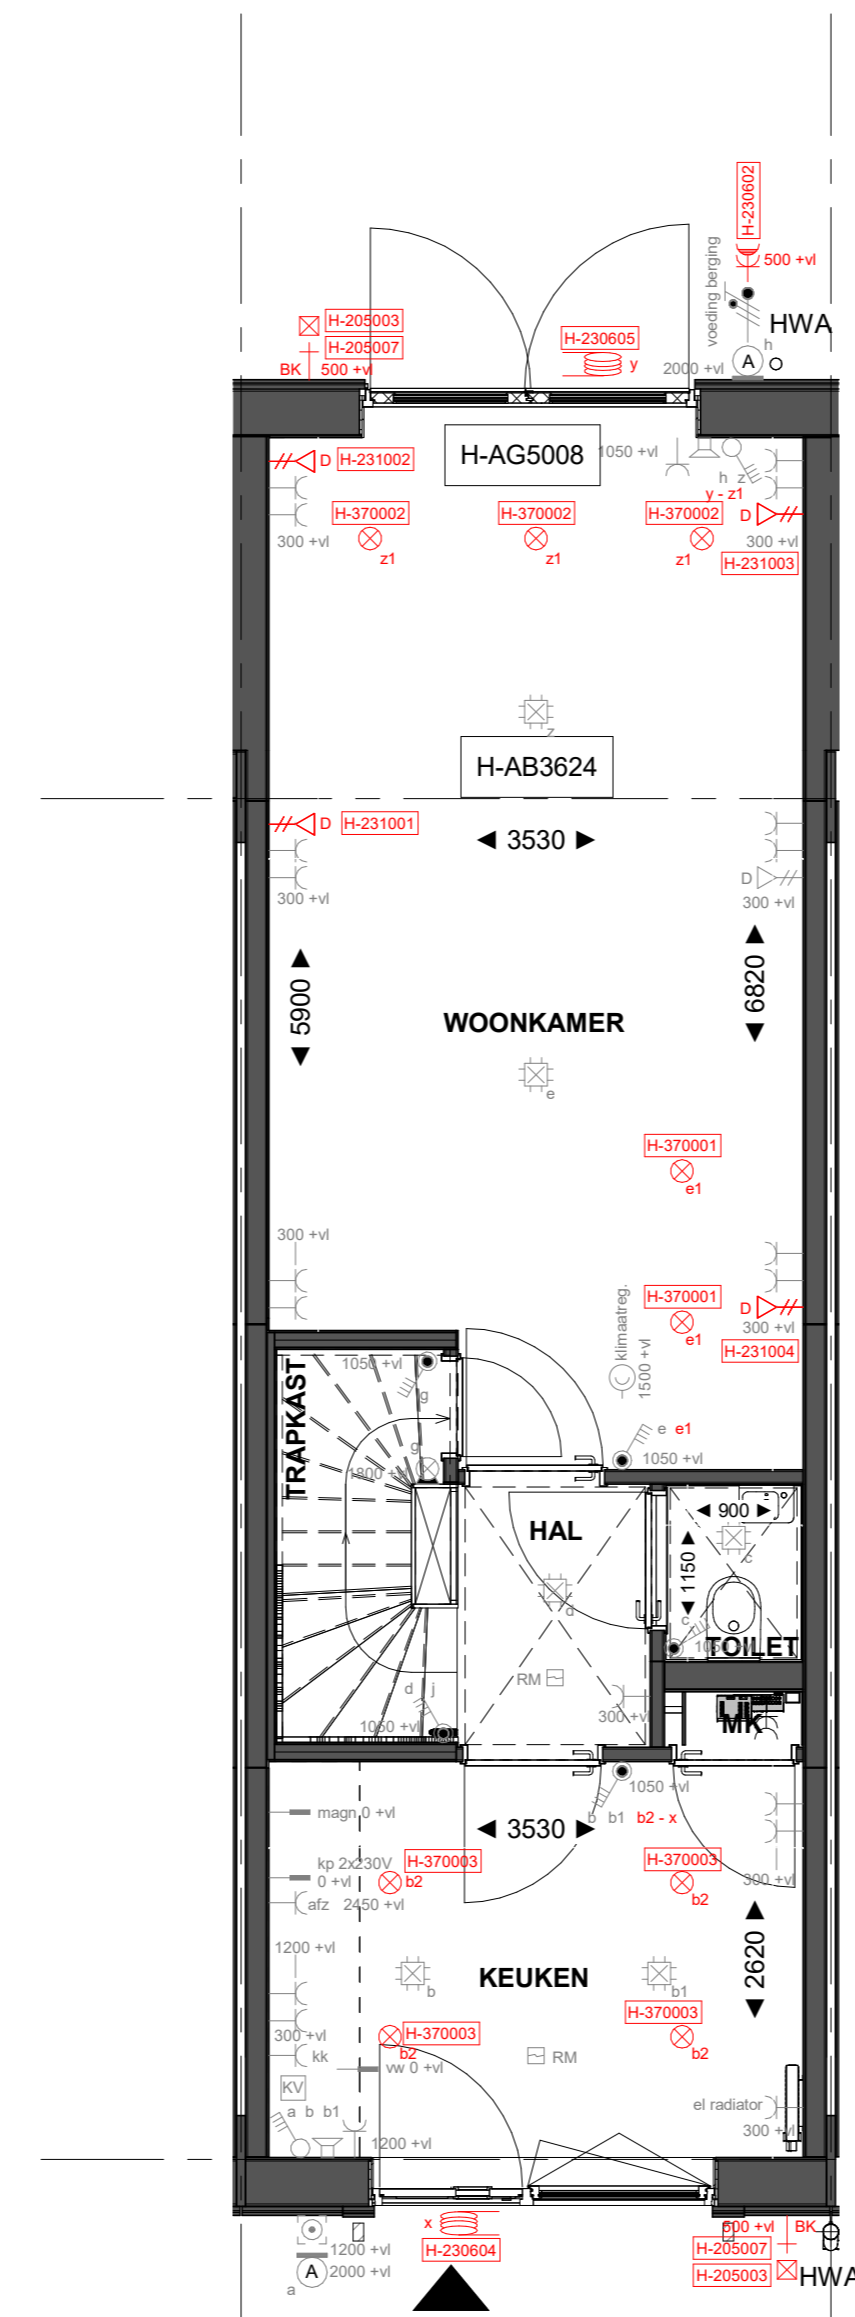 H-230602
500 +vl
voeding berging
HWA
h
H-205003
H-205007
BK 500 +vl
H-230605
y
2000 +vl
A
H-AG5008
1050 +vl
D H-231002
h z
y - z1
H-370002
H-370002
H-370002
D
300 +vl
z1
z1
z1
300 +vl
H-231003
z
H-AB3624
D H-231001
3530
300 +vl
D
300 +vl
5900
6820
WOONKAMER
e
H-370001
e1
300 +vl
H-370001
e1
D
300 +vl
H-231004
klimaatreg.
1500 +vl
1050 +vl
g
TRAPKAST
e e1
1050 +vl
g
1800 +vl
HAL
900
c
1150
d
c
1050 +vl
TOILET
RM
d j
1050 +vl
300 +vl
MK
1050 +vl
b b1 b2 - x
magn 0 +vl
3530
kp 2x230V
0 +vl
H-370003
b2
H-370003
b2
300 +vl
afz 2450 +vl
1200 +vl
2620
KEUKEN
b
b1
H-370003
b2
H-370003
b2
300 +vl
kk
vw 0 +vl
RM
KV
a b b1
el radiator
300 +vl
1200 +vl
x
H-230604
600 +vl BK
H-205007
H-205003
HWA
1200 +vl
2000 +vl
A
a